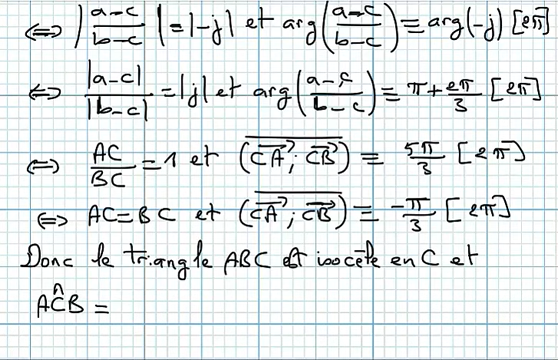 ⟺ |(a-c)/(b-c)| = |-j| et arg((a-c)/(b-c)) ≡ arg(-j) [2π]
⟺ |a-c|/|b-c| = |j| et arg((a-c)/(b-c)) ≡ π + 2π/3 [2π]
⟺ AC/BC = 1 et (CA⃗ ; CB⃗) ≡ 5π/3 [2π]
⟺ AC = BC et (CA⃗ ; CB⃗) ≡ -π/3 [2π]
Donc le triangle ABC est isocèle en C et
AĈB =